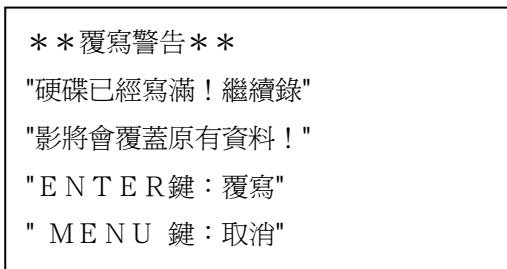 ＊＊覆寫警告＊＊
"硬碟已經寫滿！繼續錄"
"影將會覆蓋原有資料！"
"ＥＮＴＥＲ鍵：覆寫"
" ＭＥＮＵ 鍵：取消"